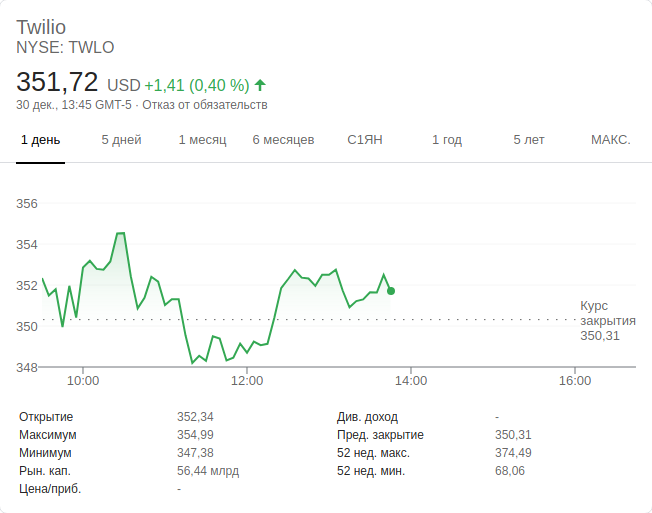 Twilio
NYSE: TWLO
351,72 USD +1,41 (0,40 %)
30 дек., 13:45 GMT-5 · Отказ от обязательств
1 день 5 дней 1 месяц 6 месяцев С1ЯН 1 год 5 лет МАКС.
356
354
352
350
348
Курс
закрытия
350,31
10:00 12:00 14:00 16:00
Открытие 352,34 Див. доход -
Максимум 354,99 Пред. закрытие 350,31
Минимум 347,38 52 нед. макс. 374,49
Рын. кап. 56,44 млрд 52 нед. мин. 68,06
Цена/приб. -